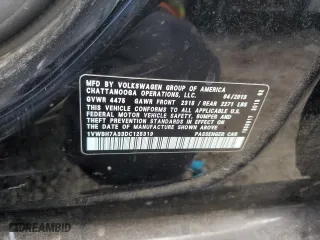 MFD BY VOLKSWAGEN GROUP OF AMERICA
CHATTANOOGA OPERATIONS, LLC. 04/2013
GVWR 4475 GAWR FRONT 2315 / REAR 2271 LBS
THIS VEHICLE CONFORMS TO ALL APPLICABLE
FEDERAL MOTOR VEHICLE SAFETY, BUMPER AND
THEFT PREVENTION STANDARDS IN EFFECT ON THE
DATE OF MANUFACTURE SHOWN ABOVE.
PASSENGER CAR
DREAMBID